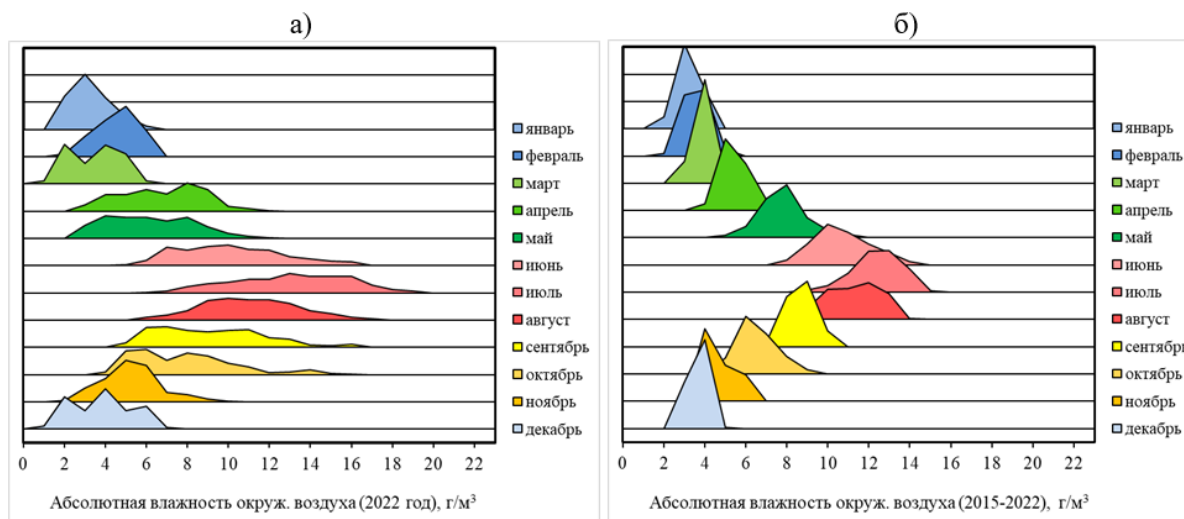 а)
январь
февраль
март
апрель
май
июнь
июль
август
сентябрь
октябрь
ноябрь
декабрь
0 2 4 6 8 10 12 14 16 18 20 22
Абсолютная влажность окруж. воздуха (2022 год), г/м³
б)
январь
февраль
март
апрель
май
июнь
июль
август
сентябрь
октябрь
ноябрь
декабрь
0 2 4 6 8 10 12 14 16 18 20 22
Абсолютная влажность окруж. воздуха (2015-2022), г/м³